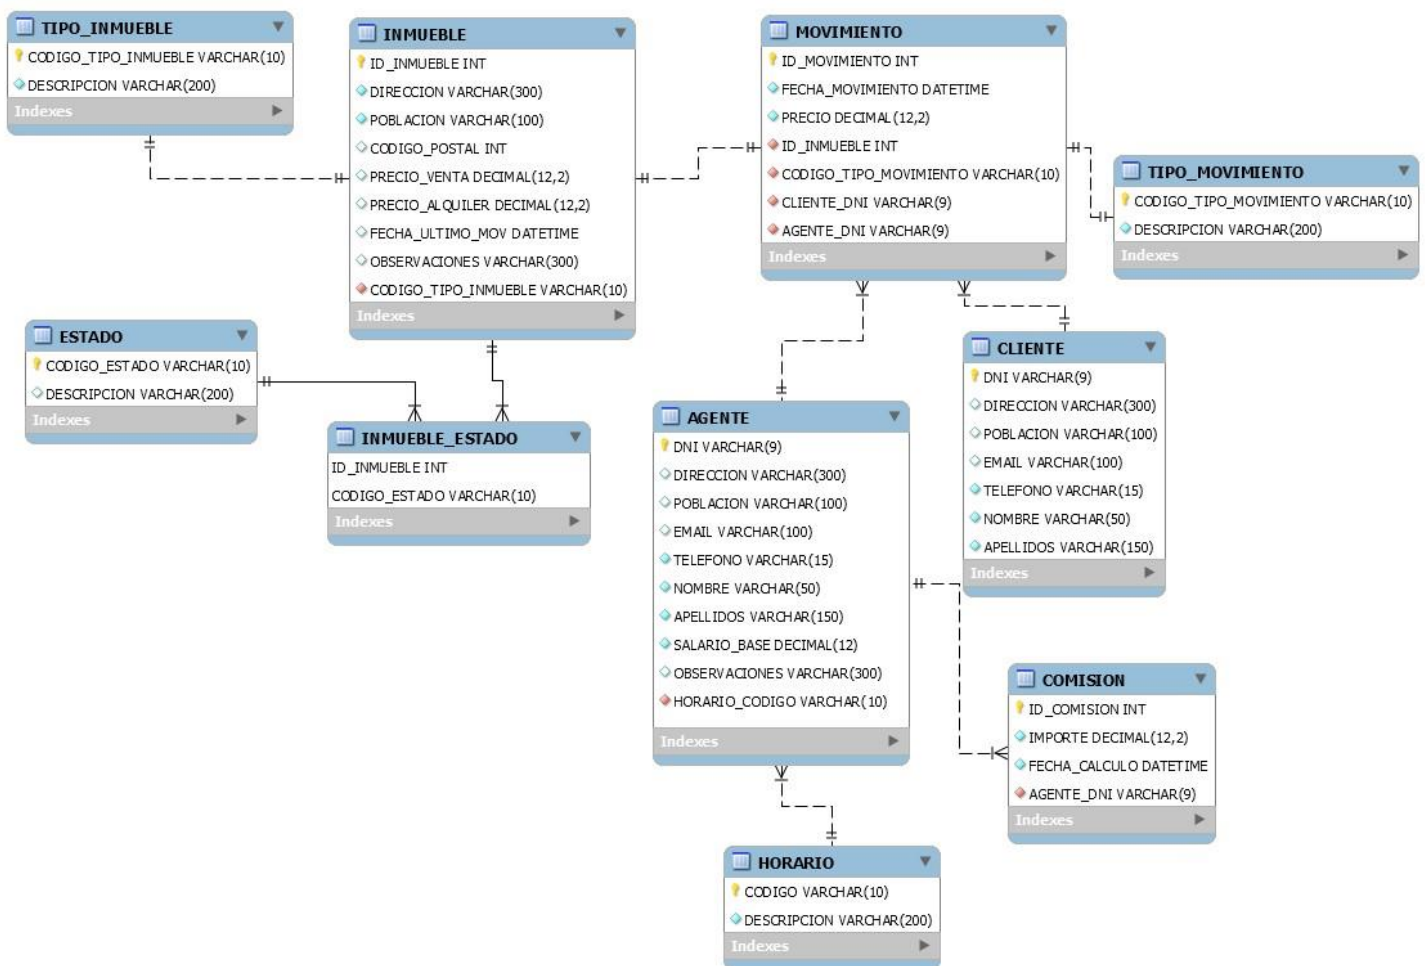 TIPO_INMUEBLE
CODIGO_TIPO_INMUEBLE VARCHAR(10)
DESCRIPCION VARCHAR(200)
Indexes
INMUEBLE
ID_INMUEBLE INT
DIRECCION VARCHAR(300)
POBLACION VARCHAR(100)
CODIGO_POSTAL INT
PRECIO_VENTA DECIMAL(12,2)
PRECIO_ALQUILER DECIMAL(12,2)
FECHA_ULTIMO_MOV DATETIME
OBSERVACIONES VARCHAR(300)
CODIGO_TIPO_INMUEBLE VARCHAR(10)
Indexes
MOVIMIENTO
ID_MOVIMIENTO INT
FECHA_MOVIMIENTO DATETIME
PRECIO DECIMAL(12,2)
ID_INMUEBLE INT
CODIGO_TIPO_MOVIMIENTO VARCHAR(10)
CLIENTE_DNI VARCHAR(9)
AGENTE_DNI VARCHAR(9)
Indexes
TIPO_MOVIMIENTO
CODIGO_TIPO_MOVIMIENTO VARCHAR(10)
DESCRIPCION VARCHAR(200)
Indexes
ESTADO
CODIGO_ESTADO VARCHAR(10)
DESCRIPCION VARCHAR(200)
Indexes
INMUEBLE_ESTADO
ID_INMUEBLE INT
CODIGO_ESTADO VARCHAR(10)
Indexes
CLIENTE
DNI VARCHAR(9)
DIRECCION VARCHAR(300)
POBLACION VARCHAR(100)
EMAIL VARCHAR(100)
TELEFONO VARCHAR(15)
NOMBRE VARCHAR(50)
APELLIDOS VARCHAR(150)
Indexes
AGENTE
DNI VARCHAR(9)
DIRECCION VARCHAR(300)
POBLACION VARCHAR(100)
EMAIL VARCHAR(100)
TELEFONO VARCHAR(15)
NOMBRE VARCHAR(50)
APELLIDOS VARCHAR(150)
SALARIO_BASE DECIMAL(12)
OBSERVACIONES VARCHAR(300)
HORARIO_CODIGO VARCHAR(10)
Indexes
COMISION
ID_COMISION INT
IMPORTE DECIMAL(12,2)
FECHA_CALCULO DATETIME
AGENTE_DNI VARCHAR(9)
Indexes
HORARIO
CODIGO VARCHAR(10)
DESCRIPCION VARCHAR(200)
Indexes